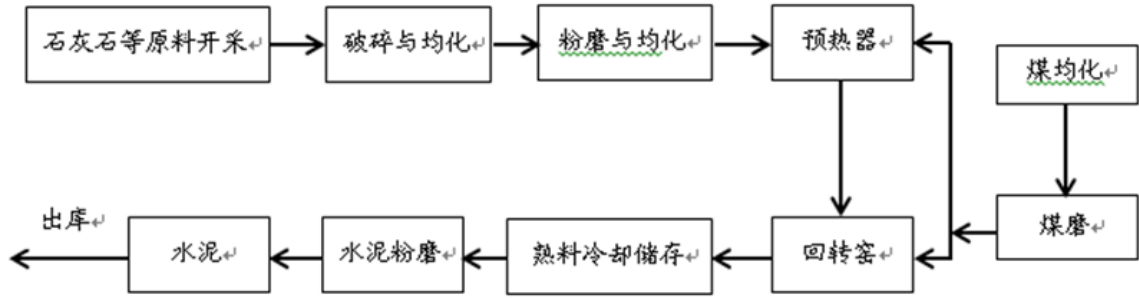 石灰石等原料开采
破碎与均化
粉磨与均化
预热器
煤均化
煤磨
回转窑
熟料冷却储存
水泥粉磨
水泥
出库